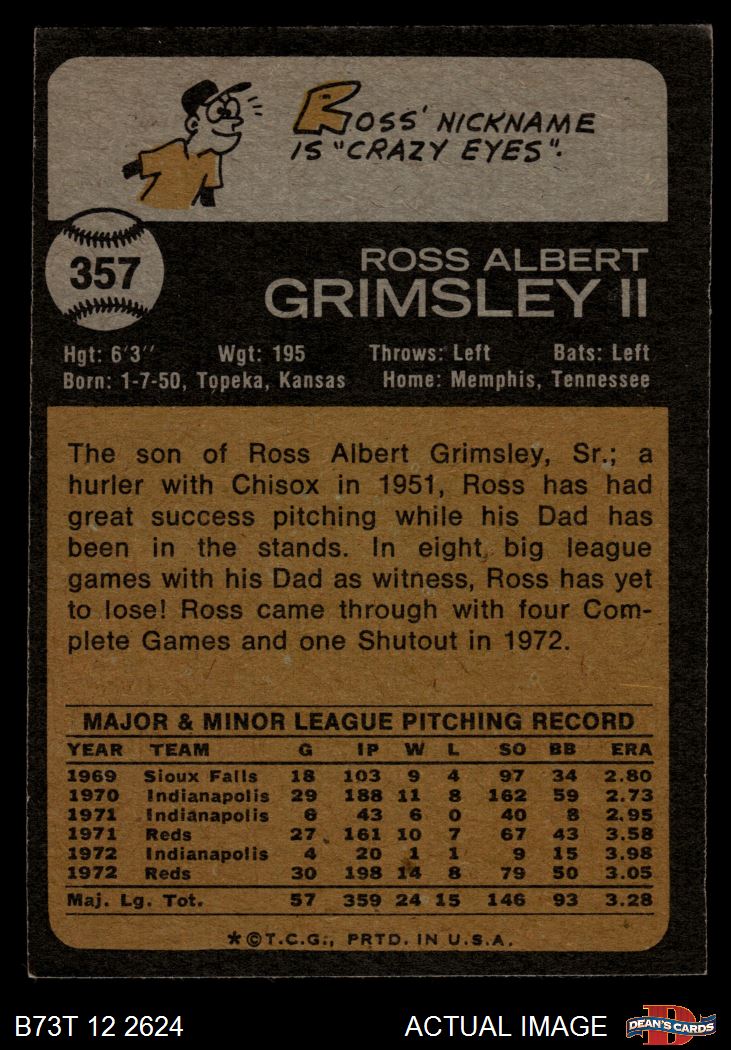 ROSS' NICKNAME
IS "CRAZY EYES".
357
ROSS ALBERT
GRIMSLEY II
Hgt: 6'3" Wgt: 195 Throws: Left Bats: Left
Born: 1-7-50, Topeka, Kansas Home: Memphis, Tennessee
The son of Ross Albert Grimsley, Sr.; a
hurler with Chisox in 1951, Ross has had
great success pitching while his Dad has
been in the stands. In eight big league
games with his Dad as witness, Ross has yet
to lose! Ross came through with four Com-
plete Games and one Shutout in 1972.
MAJOR & MINOR LEAGUE PITCHING RECORD
YEAR TEAM G IP W L SO BB ERA
1969 Sioux Falls 18 103 9 4 97 34 2.80
1970 Indianapolis 29 188 11 8 162 59 2.73
1971 Indianapolis 6 43 6 0 40 8 2.95
1971 Reds 27 161 10 7 67 43 3.58
1972 Indianapolis 4 20 1 1 9 15 3.98
1972 Reds 30 198 14 8 79 50 3.05
Maj. Lg. Tot. 57 359 24 15 146 93 3.28
*©T.C.G., PRTD. IN U.S.A.
B73T 12 2624
ACTUAL IMAGE
D
DEAN'S CARDS